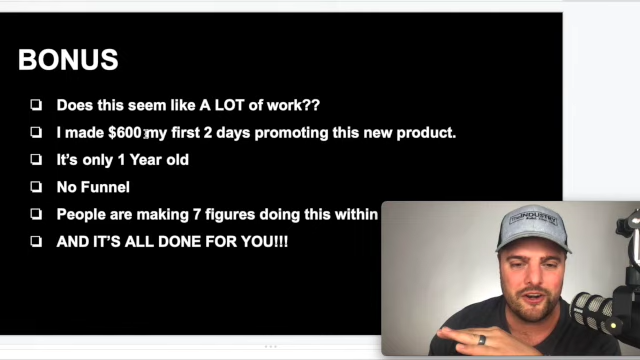 BONUS
Does this seem like A LOT of work??
I made $600 my first 2 days promoting this new product.
It's only 1 Year old
No Funnel
People are making 7 figures doing this within
AND IT'S ALL DONE FOR YOU!!!
INDUSTRY